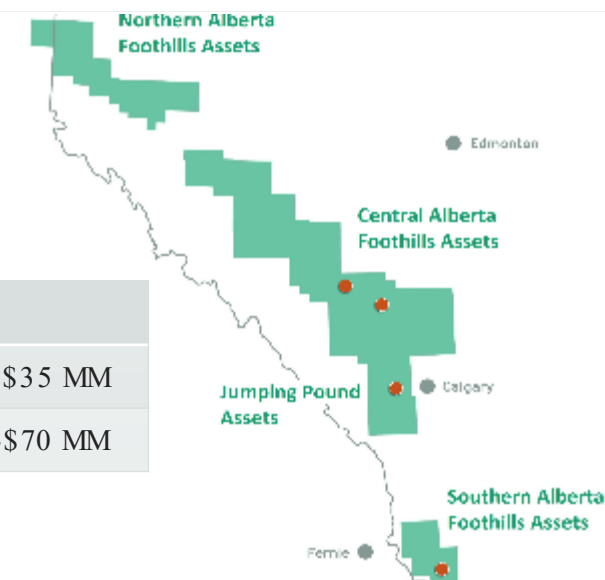 Northern Alberta
Foothills Assets
Edmonton
Central Alberta
Foothills Assets
$35 MM
Jumping Pound
Assets
Calgary
$70 MM
Southern Alberta
Foothills Assets
Fernie